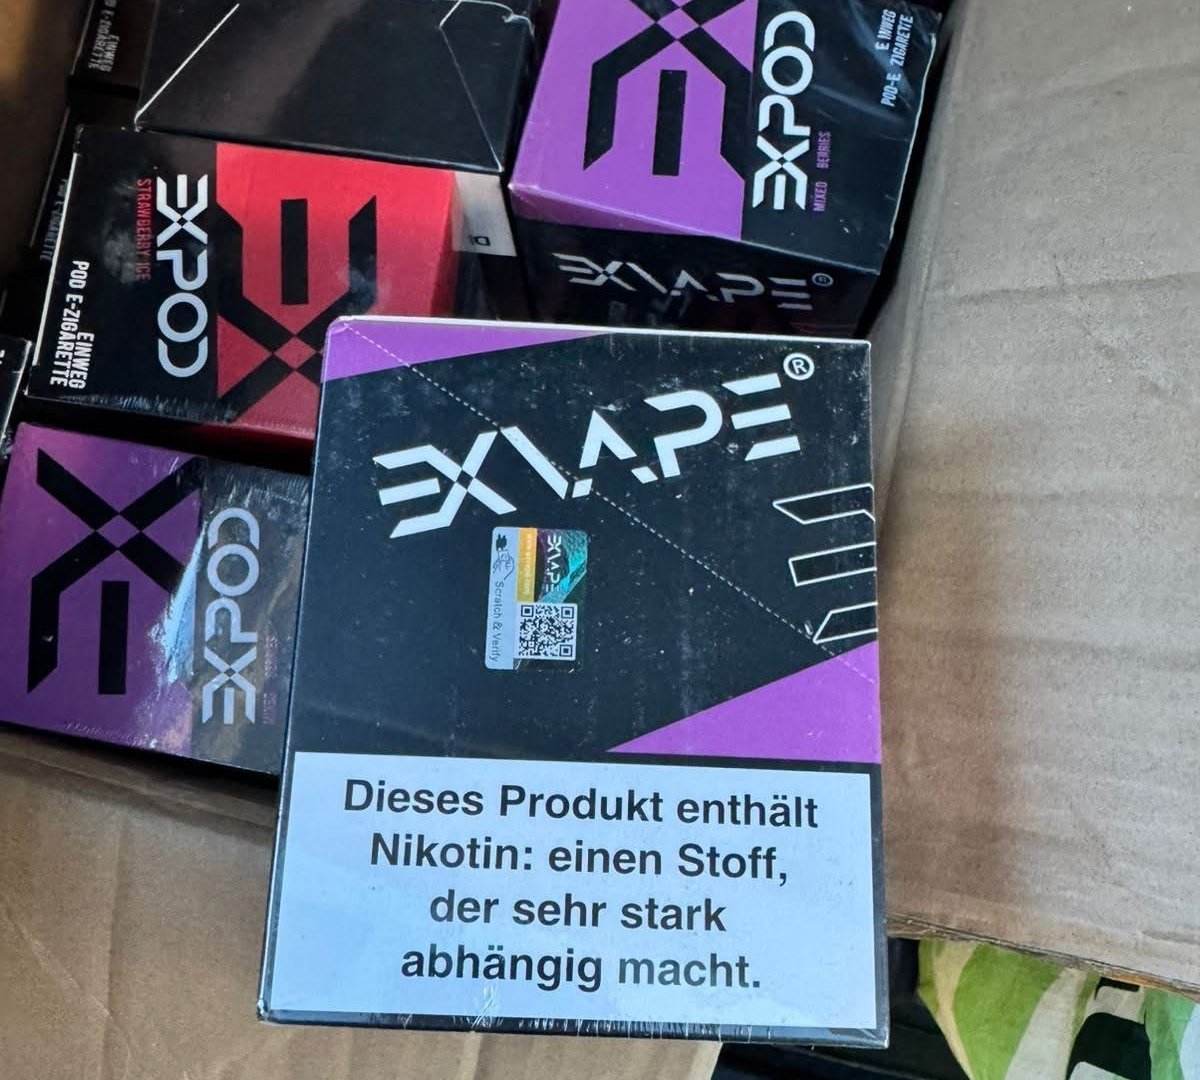 EINWEG
POD E-ZIGARETTE
EXPOD
MIXED BERRIES
EXVAPE®
EXPOD
STRAWBERRY ICE
EINWEG
POD E-ZIGARETTE
EXPOD
EXVAPE®
EXVAPE
Scratch & Verify
Dieses Produkt enthält
Nikotin: einen Stoff,
der sehr stark
abhängig macht.